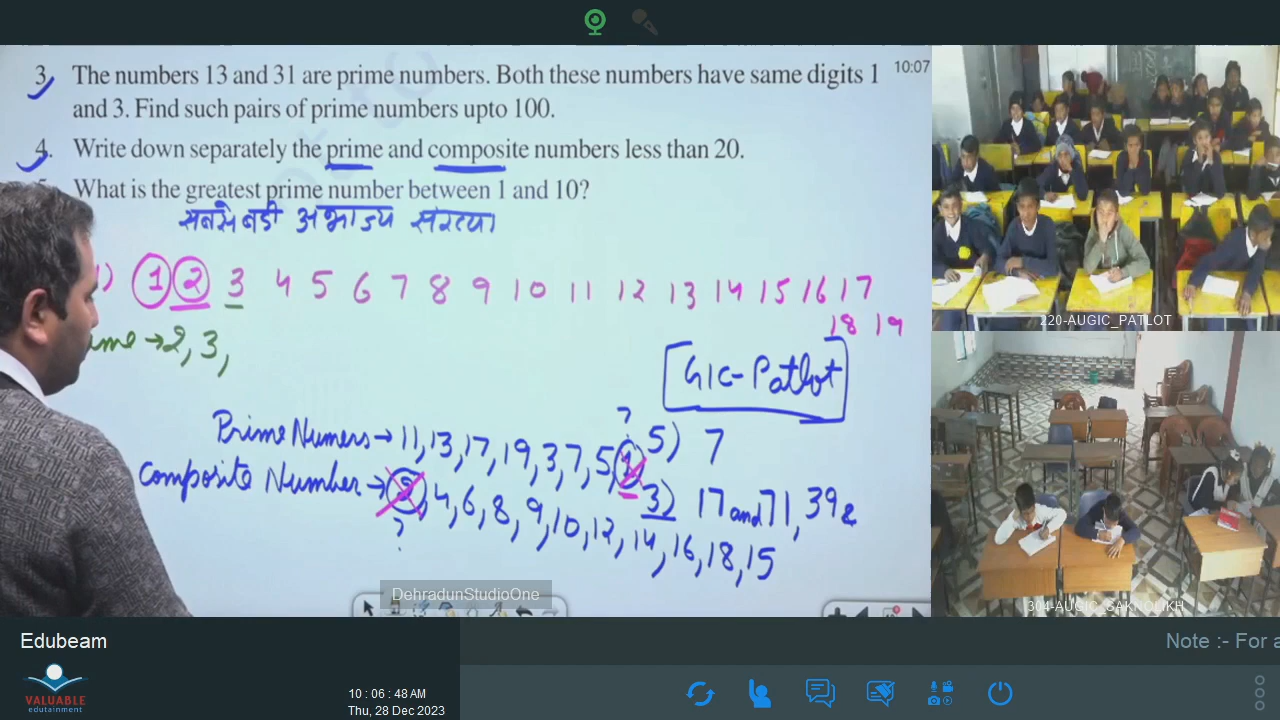 3. The numbers 13 and 31 are prime numbers. Both these numbers have same digits 1
and 3. Find such pairs of prime numbers upto 100.
10:07
4. Write down separately the prime and composite numbers less than 20.
What is the greatest prime number between 1 and 10?
सबसे बडी अभाज्य संख्या
1 2 3 4 5 6 7 8 9 10 11 12 13 14 15 16 17
18 19
→ 2, 3,
GIC-Patlot
Prime Numers → 11, 13, 17, 19, 3, 7, 5, 1
?
5) 7
Composite Number → 2, 4, 6, 8, 9, 10, 12, 14, 16, 18, 15
?
3) 17 and 71, 39 &
220-AUGIC_PATLOT
304-AUGIC_SAKNOLIKH
DehradunStudioOne
Edubeam
Note :- For a
VALUABLE
edutainment
10 : 06 : 48 AM
Thu, 28 Dec 2023